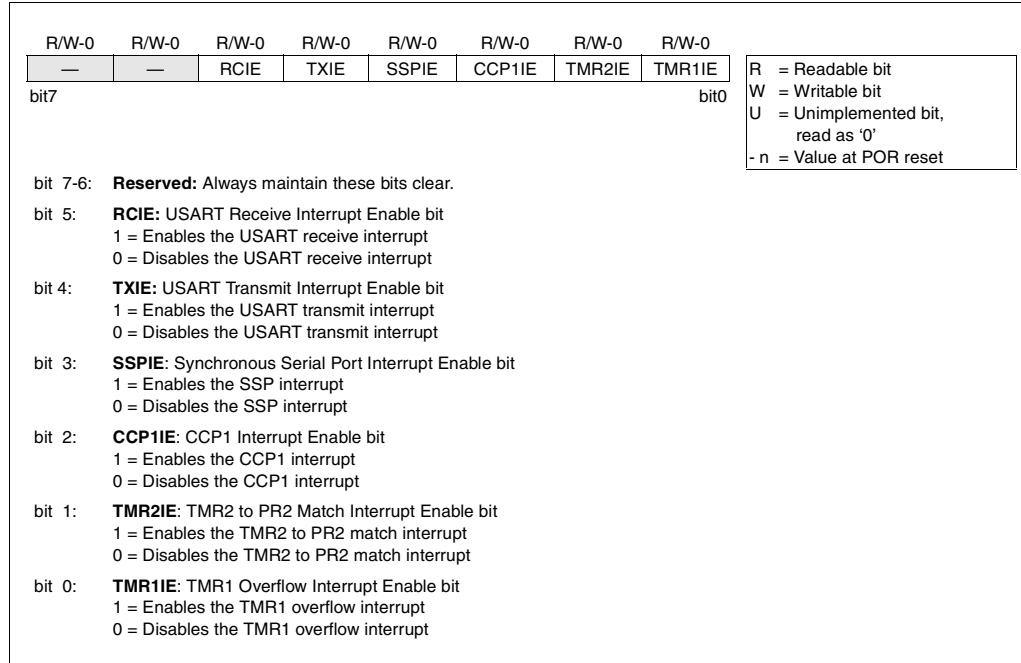 R/W-0 R/W-0 R/W-0 R/W-0 R/W-0 R/W-0 R/W-0 R/W-0
— — RCIE TXIE SSPIE CCP1IE TMR2IE TMR1IE
bit7 bit0
R = Readable bit
W = Writable bit
U = Unimplemented bit,
read as ‘0’
- n = Value at POR reset
bit 7-6: Reserved: Always maintain these bits clear.
bit 5: RCIE: USART Receive Interrupt Enable bit
1 = Enables the USART receive interrupt
0 = Disables the USART receive interrupt
bit 4: TXIE: USART Transmit Interrupt Enable bit
1 = Enables the USART transmit interrupt
0 = Disables the USART transmit interrupt
bit 3: SSPIE: Synchronous Serial Port Interrupt Enable bit
1 = Enables the SSP interrupt
0 = Disables the SSP interrupt
bit 2: CCP1IE: CCP1 Interrupt Enable bit
1 = Enables the CCP1 interrupt
0 = Disables the CCP1 interrupt
bit 1: TMR2IE: TMR2 to PR2 Match Interrupt Enable bit
1 = Enables the TMR2 to PR2 match interrupt
0 = Disables the TMR2 to PR2 match interrupt
bit 0: TMR1IE: TMR1 Overflow Interrupt Enable bit
1 = Enables the TMR1 overflow interrupt
0 = Disables the TMR1 overflow interrupt